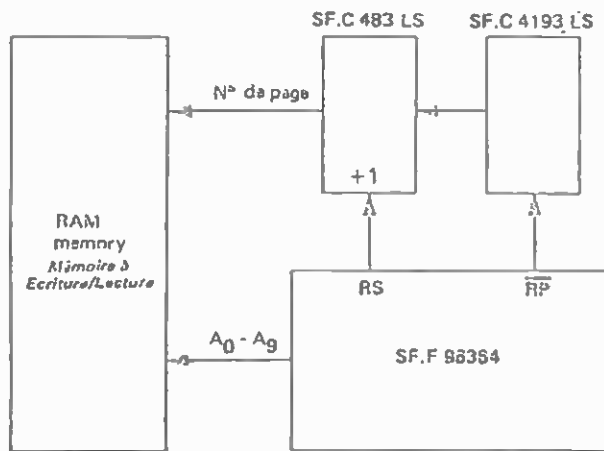 SF.C 483 LS
SF.C 4193 LS
N° de page
+1
RAM
memory
Mémoire à
Ecriture/Lecture
RS
RP
A0 - A9
SF.F 96364